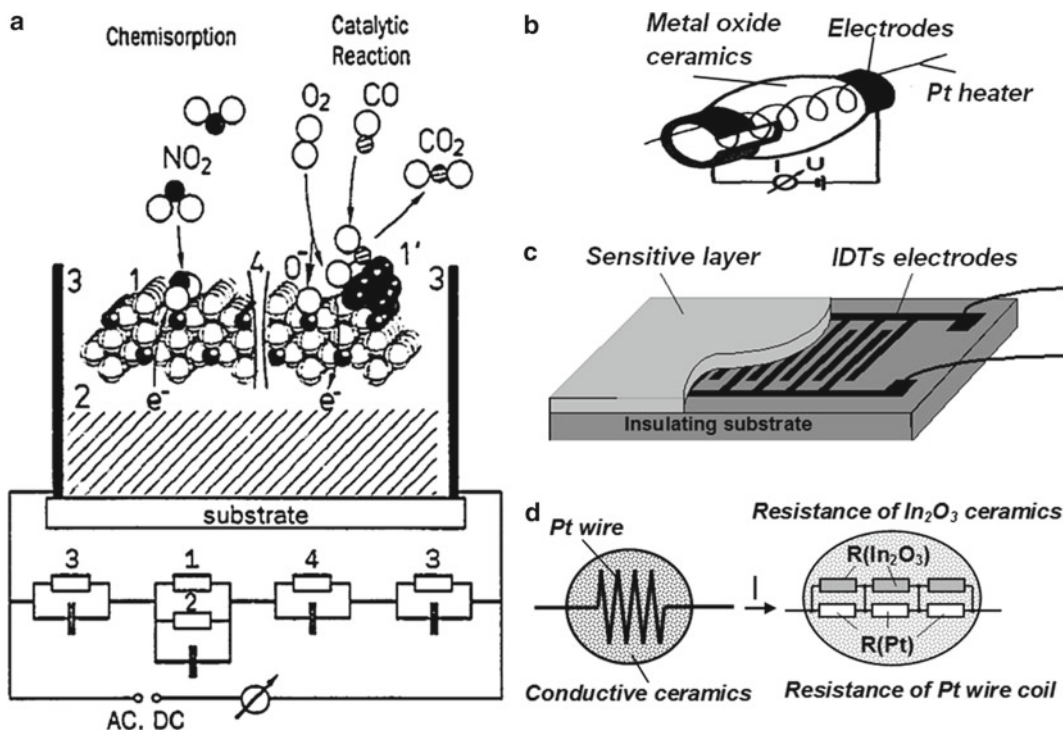 a
Chemisorption
Catalytic
Reaction
O₂
CO
NO₂
CO₂
3
1
4
O⁻
1'
3
e⁻
e⁻
2
substrate
3
1
4
3
2
AC, DC
b
Metal oxide
ceramics
Electrodes
Pt heater
I
U
c
Sensitive layer
IDTs electrodes
Insulating substrate
d
Pt wire
Conductive ceramics
I
Resistance of In₂O₃ ceramics
R(In₂O₃)
R(Pt)
Resistance of Pt wire coil